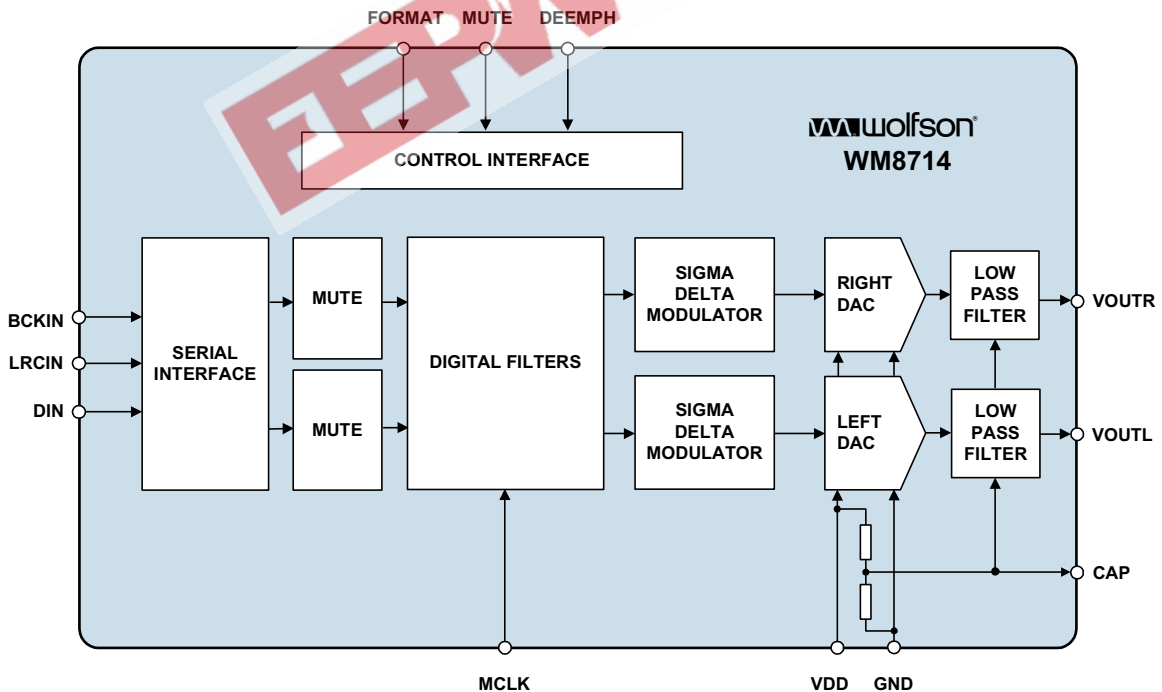 FORMAT MUTE DEEMPH
EEPW
wolfson®
WM8714
CONTROL INTERFACE
BCKIN
LRCIN
DIN
SERIAL
INTERFACE
MUTE
MUTE
DIGITAL FILTERS
SIGMA
DELTA
MODULATOR
SIGMA
DELTA
MODULATOR
RIGHT
DAC
LEFT
DAC
LOW
PASS
FILTER
LOW
PASS
FILTER
VOUTR
VOUTL
CAP
MCLK
VDD GND